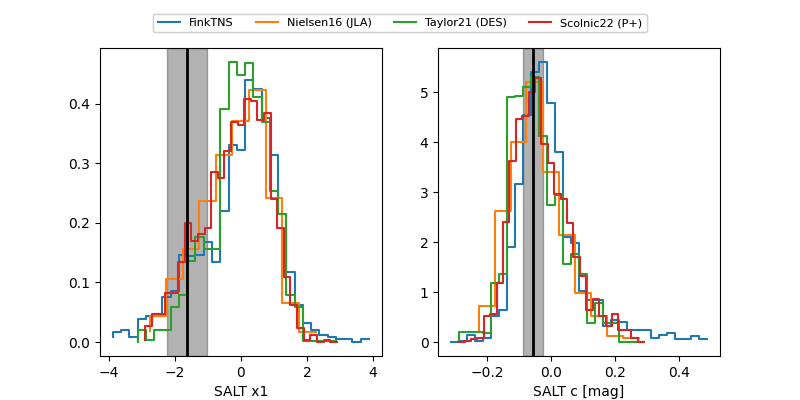 FinkTNS Nielsen16 (JLA) Taylor21 (DES) Scolnic22 (P+)
0.4
0.3
0.2
0.1
0.0
−4 −2 0 2 4
SALT x1
5
4
3
2
1
0
−0.2 0.0 0.2 0.4
SALT c [mag]